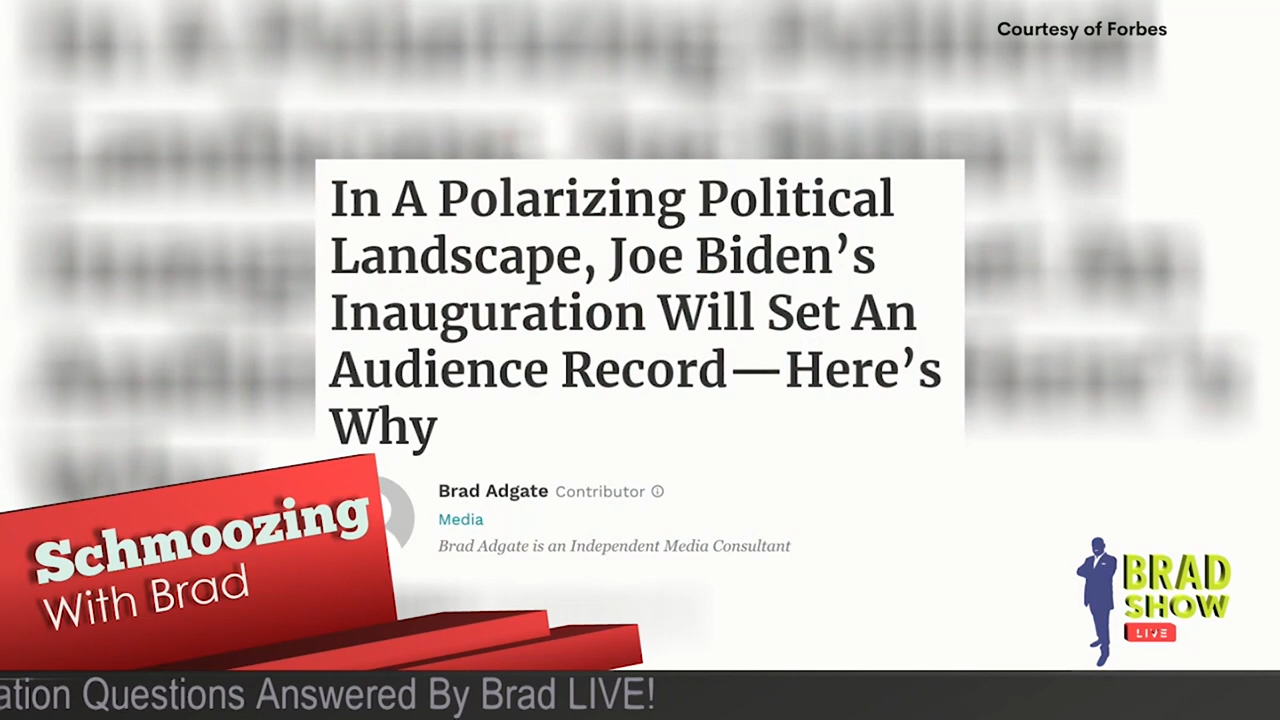 Courtesy of Forbes
In A Polarizing Political
Landscape, Joe Biden’s
Inauguration Will Set An
Audience Record—Here’s
Why
Brad Adgate Contributor
Media
Brad Adgate is an Independent Media Consultant
Schmoozing
With Brad
BRAD
SHOW
LIVE
ation Questions Answered By Brad LIVE!